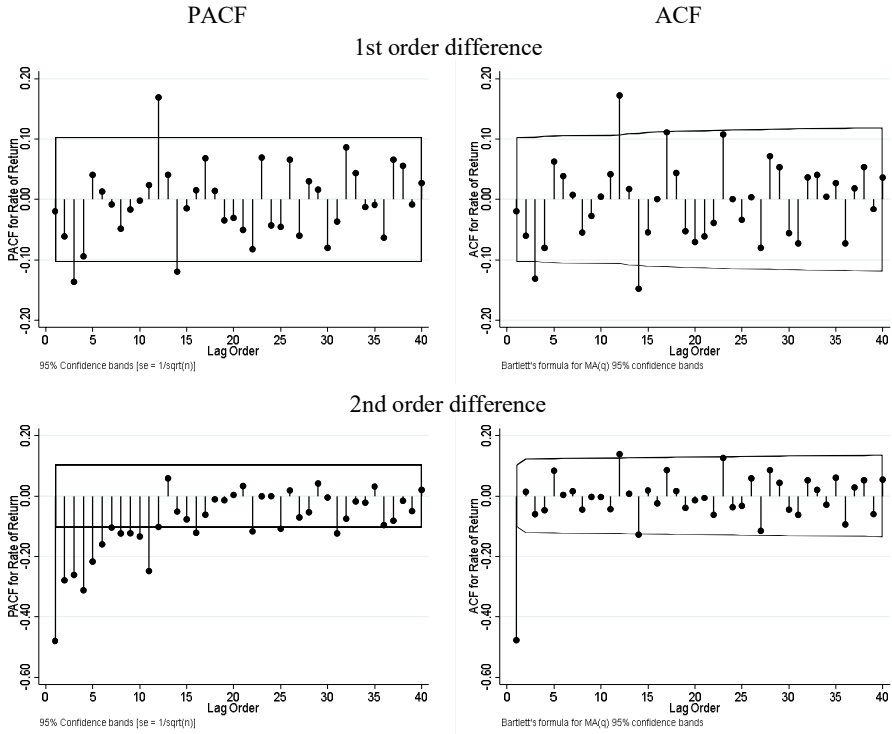 PACF ACF
1st order difference
PACF for Rate of Return
-0.20 -0.10 0.00 0.10 0.20
0 5 10 15 20 25 30 35 40
Lag Order
95% Confidence bands [se = 1/sqrt(n)]
ACF for Rate of Return
-0.20 -0.10 0.00 0.10 0.20
0 5 10 15 20 25 30 35 40
Lag Order
Bartlett's formula for MA(q) 95% confidence bands
2nd order difference
PACF for Rate of Return
-0.60 -0.40 -0.20 0.00 0.20
0 5 10 15 20 25 30 35 40
Lag Order
95% Confidence bands [se = 1/sqrt(n)]
ACF for Rate of Return
-0.60 -0.40 -0.20 0.00 0.20
0 5 10 15 20 25 30 35 40
Lag Order
Bartlett's formula for MA(q) 95% confidence bands